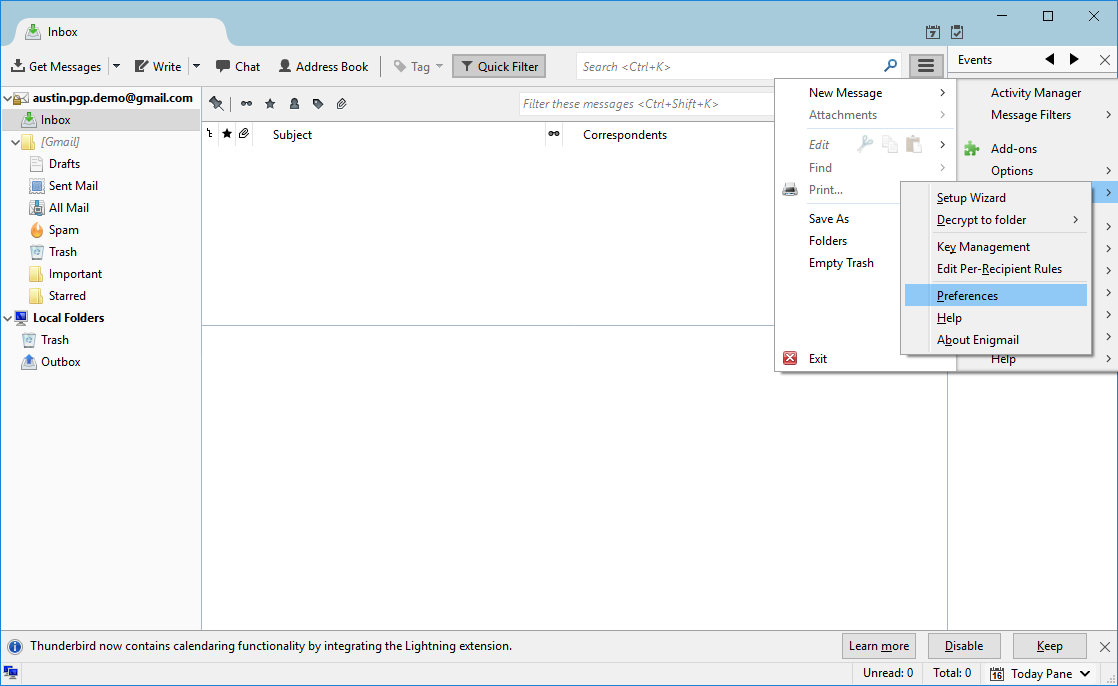 Inbox
7
Get Messages
Write
Chat
Address Book
Tag
Quick Filter
Search <Ctrl+K>
Events
austin.pgp.demo@gmail.com
Inbox
[Gmail]
Drafts
Sent Mail
All Mail
Spam
Trash
Important
Starred
Local Folders
Trash
Outbox
Filter these messages <Ctrl+Shift+K>
Subject
Correspondents
New Message
Attachments
Edit
Find
Print...
Save As
Folders
Empty Trash
Exit
Activity Manager
Message Filters
Add-ons
Options
Help
Setup Wizard
Decrypt to folder
Key Management
Edit Per-Recipient Rules
Preferences
Help
About Enigmail
Thunderbird now contains calendaring functionality by integrating the Lightning extension.
Learn more
Disable
Keep
Unread: 0
Total: 0
16
Today Pane